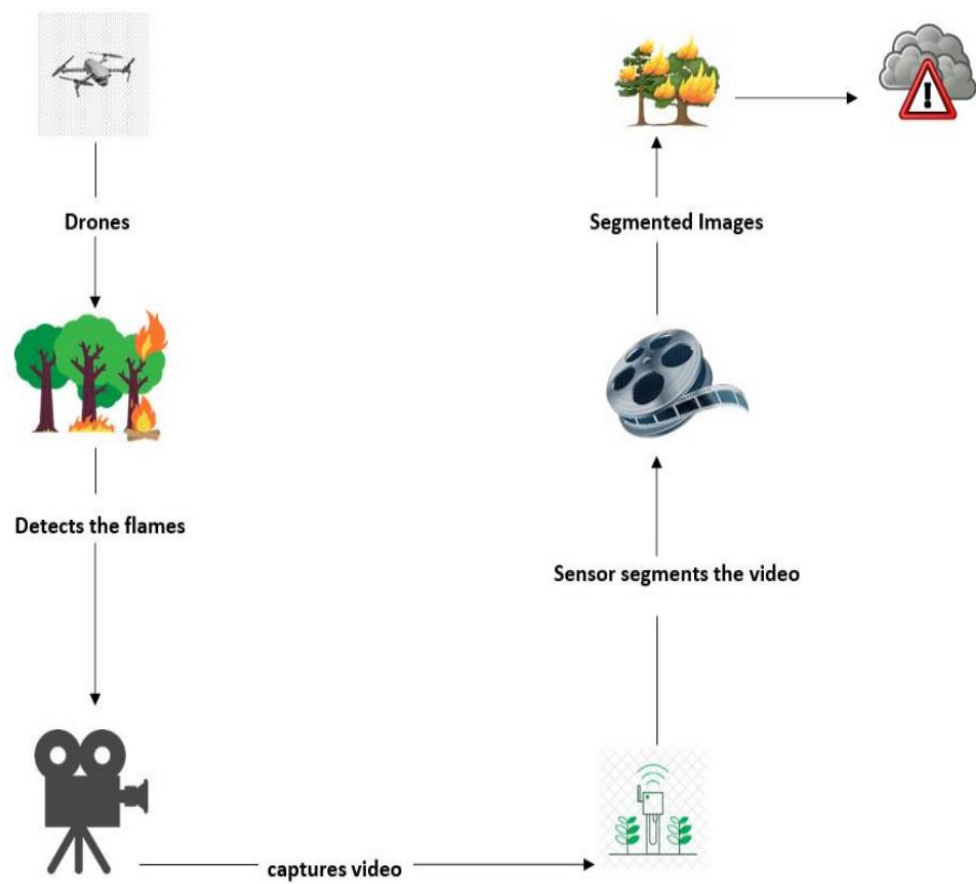 Drones
Detects the flames
captures video
Sensor segments the video
Segmented Images
!